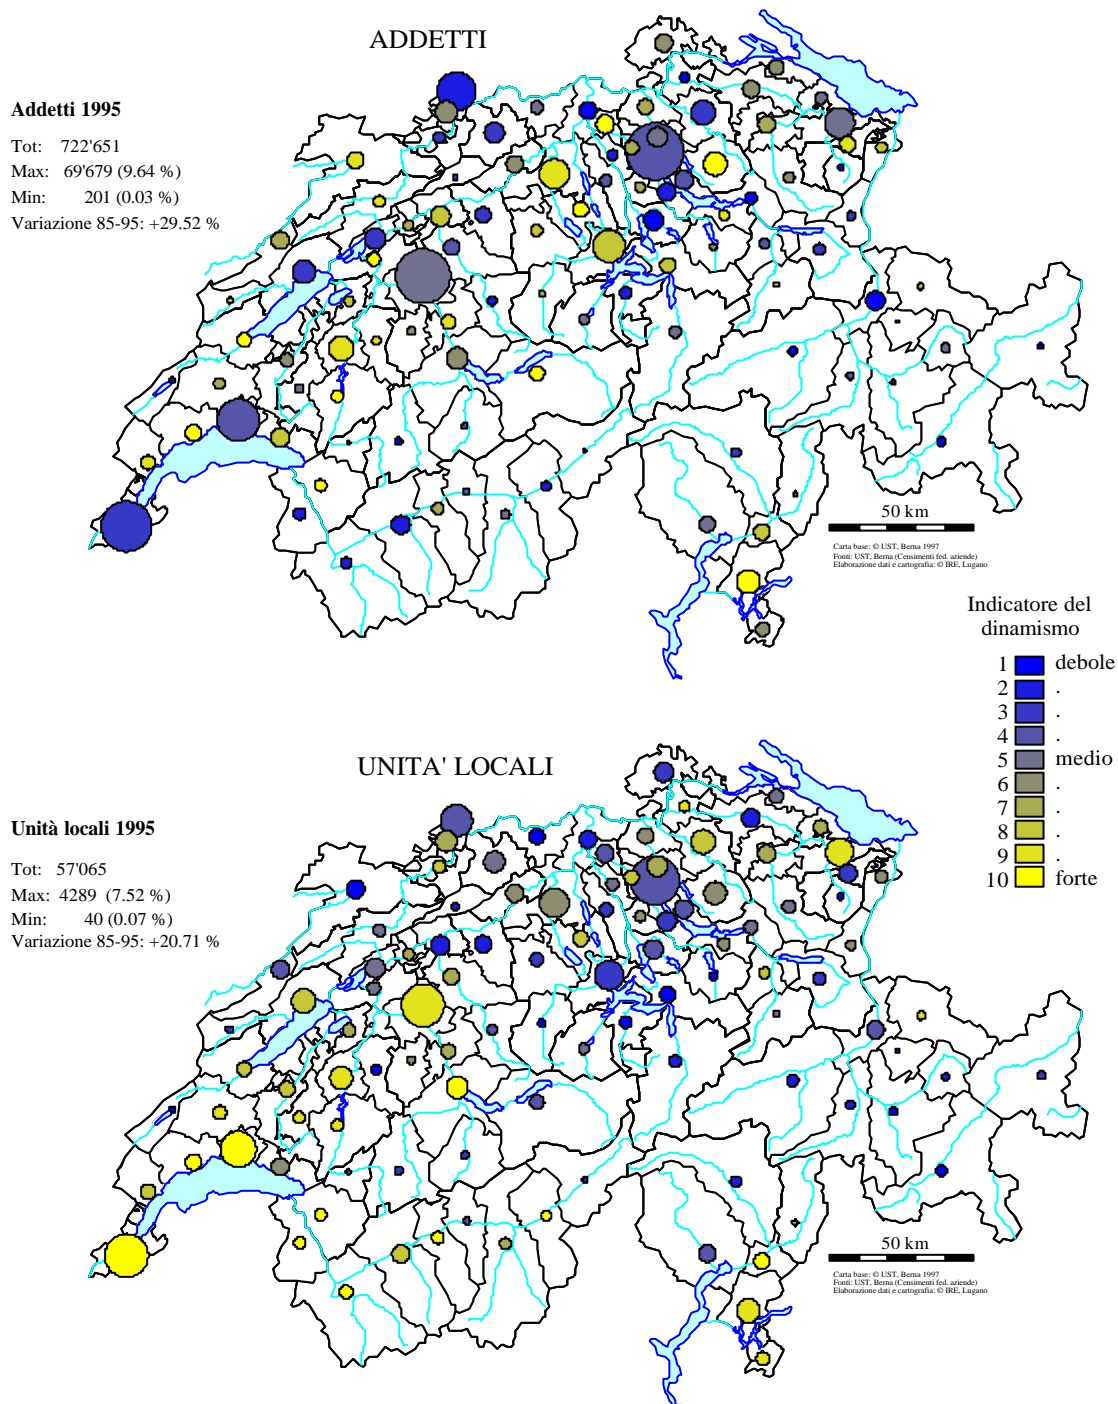 ADDETTI
Addetti 1995
Tot: 722'651
Max: 69'679 (9.64 %)
Min: 201 (0.03 %)
Variazione 85-95: +29.52 %
50 km
Carta base: © UST, Berna 1997
Fonti: UST, Berna (Censimenti fed. aziende)
Elaborazione dati e cartografia: © IRE, Lugano
Indicatore del
dinamismo
1 debole
2 .
3 .
4 .
5 medio
6 .
7 .
8 .
9 .
10 forte
UNITA' LOCALI
Unità locali 1995
Tot: 57'065
Max: 4289 (7.52 %)
Min: 40 (0.07 %)
Variazione 85-95: +20.71 %
50 km
Carta base: © UST, Berna 1997
Fonti: UST, Berna (Censimenti fed. aziende)
Elaborazione dati e cartografia: © IRE, Lugano